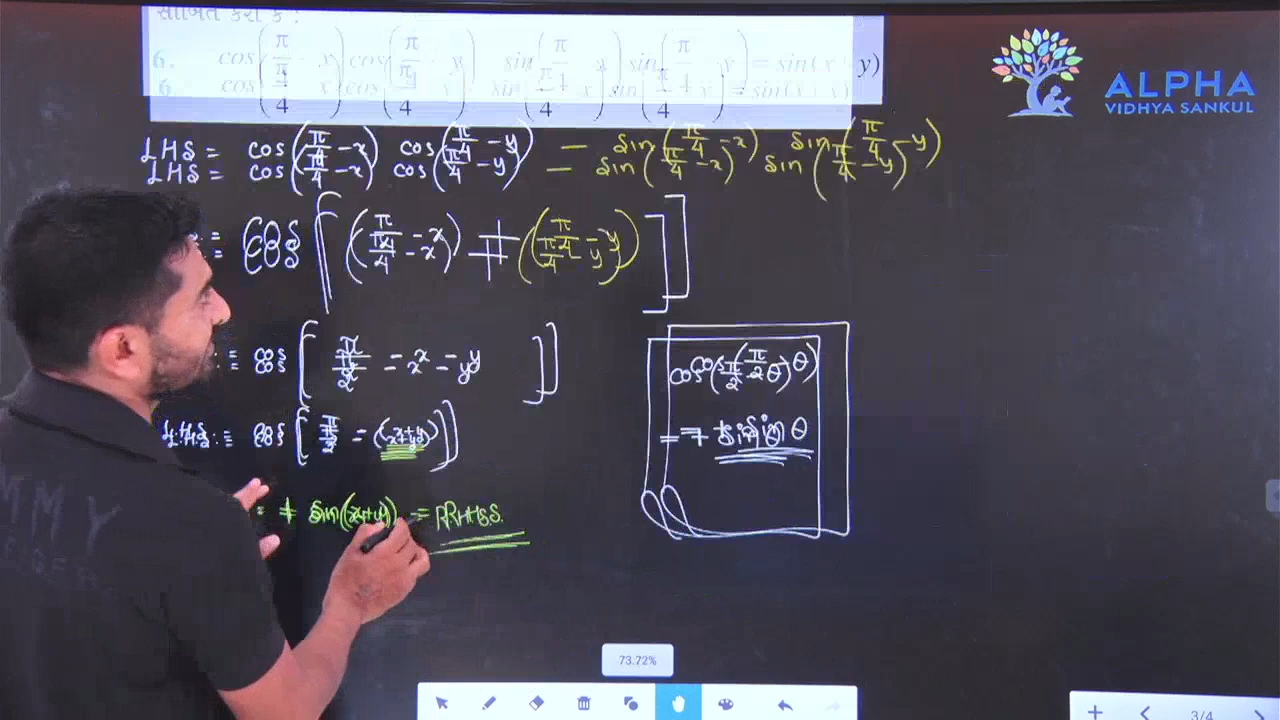 સાબિત કરો કે :
6. cos(π/4 - x) cos(π/4 - y) - sin(π/4 - x) sin(π/4 - y) = sin(x + y)
ALPHA
VIDHYA SANKUL
LHS = cos(π/4 - x) cos(π/4 - y) - sin(π/4 - x) sin(π/4 - y)
= cos[(π/4 - x) + (π/4 - y)]
= cos[π/2 - x - y]
= cos[π/2 - (x+y)]
= + sin(x+y) = RHS.
cos(π/2 - θ)
= + sin θ
73.72%
3/4